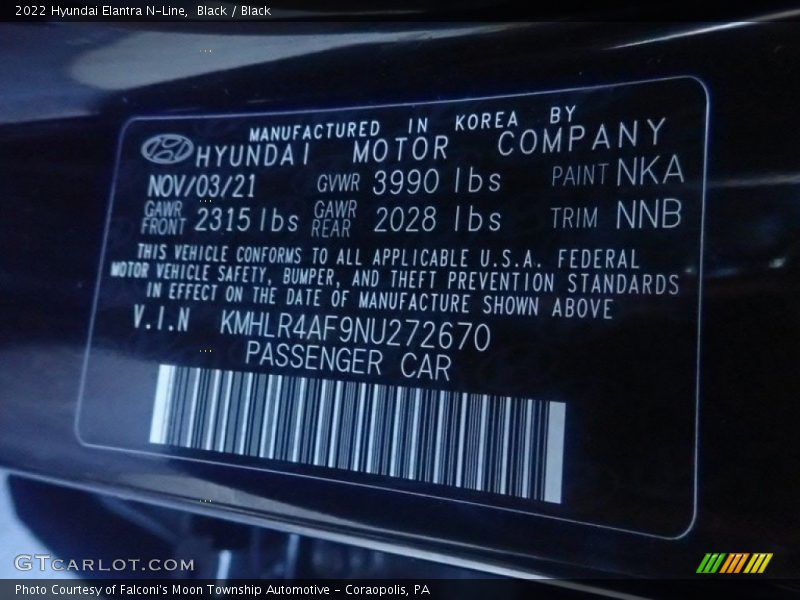 2022 Hyundai Elantra N-Line,  Black / Black
MANUFACTURED IN KOREA BY
HYUNDAI MOTOR COMPANY
NOV/03/21 GVWR 3990 lbs PAINT NKA
GAWR FRONT 2315 lbs GAWR REAR 2028 lbs TRIM NNB
THIS VEHICLE CONFORMS TO ALL APPLICABLE U.S.A. FEDERAL
MOTOR VEHICLE SAFETY, BUMPER, AND THEFT PREVENTION STANDARDS
IN EFFECT ON THE DATE OF MANUFACTURE SHOWN ABOVE
V.I.N KMHLR4AF9NU272670
PASSENGER CAR
GTCARLOT.COM
Photo Courtesy of Falconi's Moon Township Automotive - Coraopolis, PA